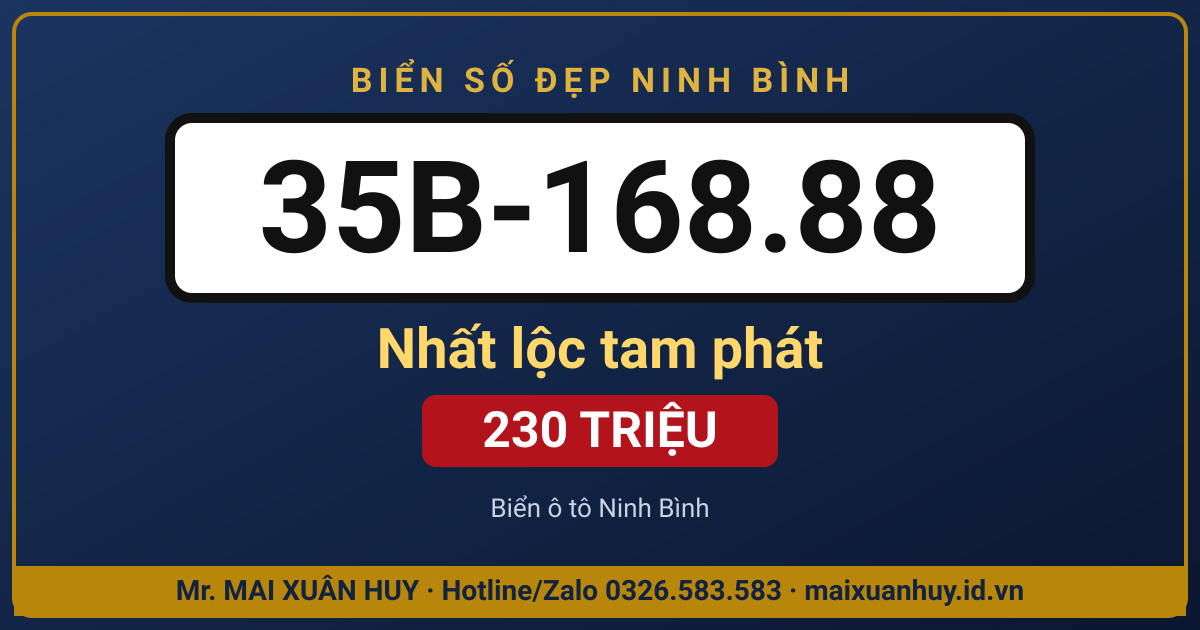 BIỂN SỐ ĐẸP NINH BÌNH
35B-168.88
Nhất lộc tam phát
230 TRIỆU
Biển ô tô Ninh Bình
Mr. MAI XUÂN HUY · Hotline/Zalo 0326.583.583 · maixuanhuy.id.vn